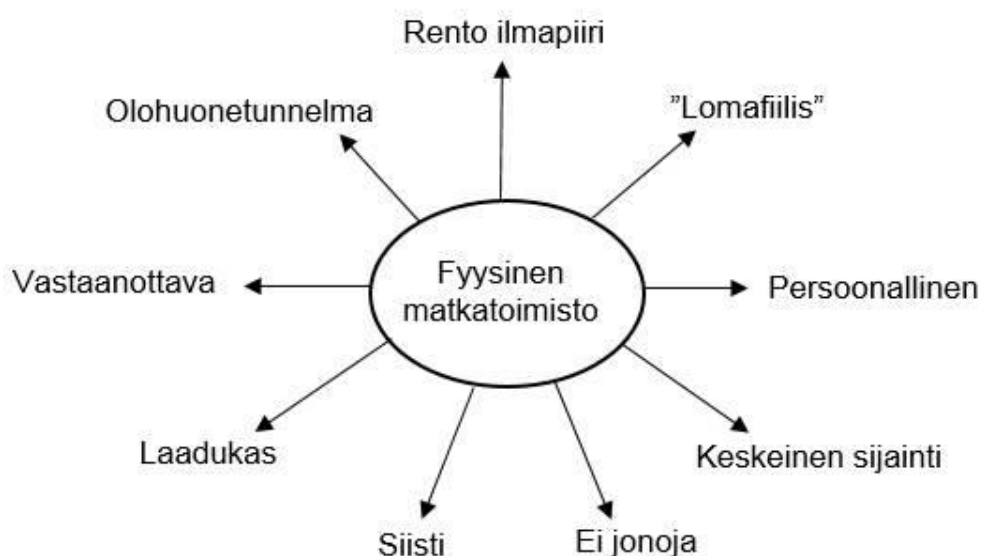 Rento ilmapiiri
Olohuonetunnelma
”Lomafiilis”
Vastaanottava
Fyysinen
matkatoimisto
Persoonallinen
Laadukas
Keskeinen sijainti
Siisti
Ei jonoja